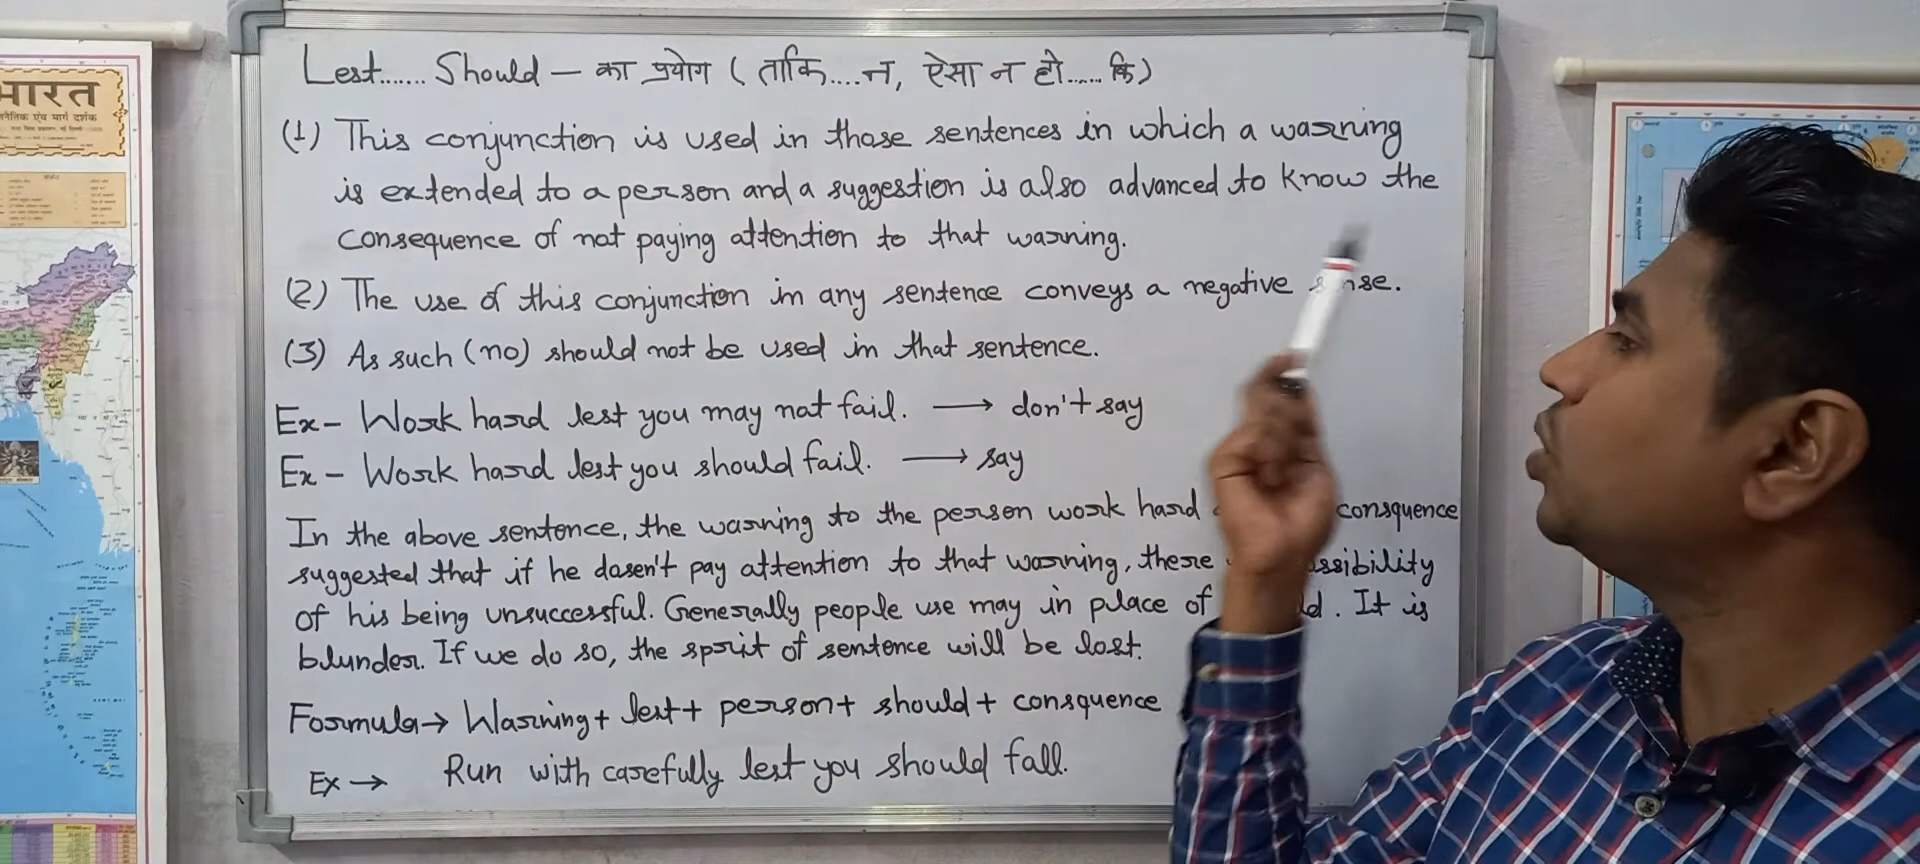 Lest....... Should — का प्रयोग ( ताकि....न, ऐसा न हो...... कि)
(1) This conjunction is used in those sentences in which a warning
is extended to a person and a suggestion is also advanced to know the
consequence of not paying attention to that warning.
(2) The use of this conjunction in any sentence conveys a negative
(3) As such (no) should not be used in that sentence.
Ex – Work hard lest you may not fail. ⟶ don't say
Ex – Work hard lest you should fail. ⟶ say
In the above sentence, the warning to the person work hard consquence
suggested that if he dosen't pay attention to that warning, there
of his being unsuccessful. Generally people use may in place of . It is
blunder. If we do so, the sprit of sentence will be lost.
Formula → Warning + lest + person + should + consquence
Ex → Run with carefully lest you should fall.
भारत